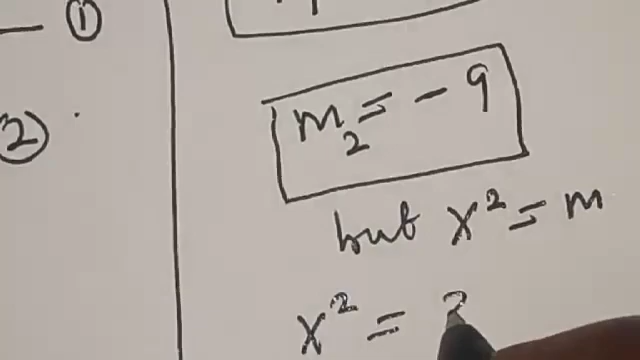 ①
②
m₂ = - 9
but x² = m
x² =